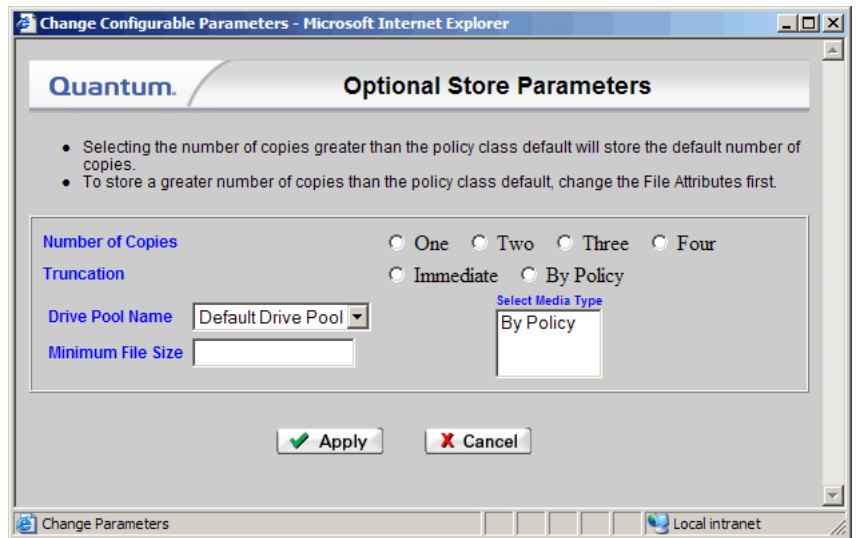 Change Configurable Parameters - Microsoft Internet Explorer
Quantum.
Optional Store Parameters
• Selecting the number of copies greater than the policy class default will store the default number of
copies.
• To store a greater number of copies than the policy class default, change the File Attributes first.
Number of Copies One Two Three Four
Truncation Immediate By Policy
Select Media Type
Drive Pool Name Default Drive Pool By Policy
Minimum File Size
Apply Cancel
Change Parameters Local intranet